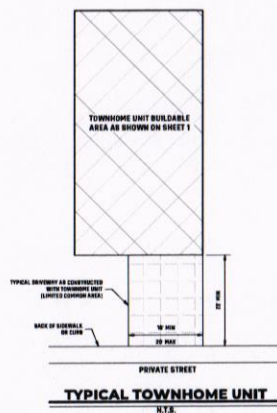 TOWNHOME UNIT BUILDABLE
AREA AS SHOWN ON SHEET 1
TYPICAL DRIVEWAY AS CONSTRUCTED
WITH TOWNHOME UNIT
(LIMITED COMMON AREA)
22' MIN
BACK OF SIDEWALK
OR CURB
16' MIN
20' MAX
PRIVATE STREET
TYPICAL TOWNHOME UNIT
N.T.S.